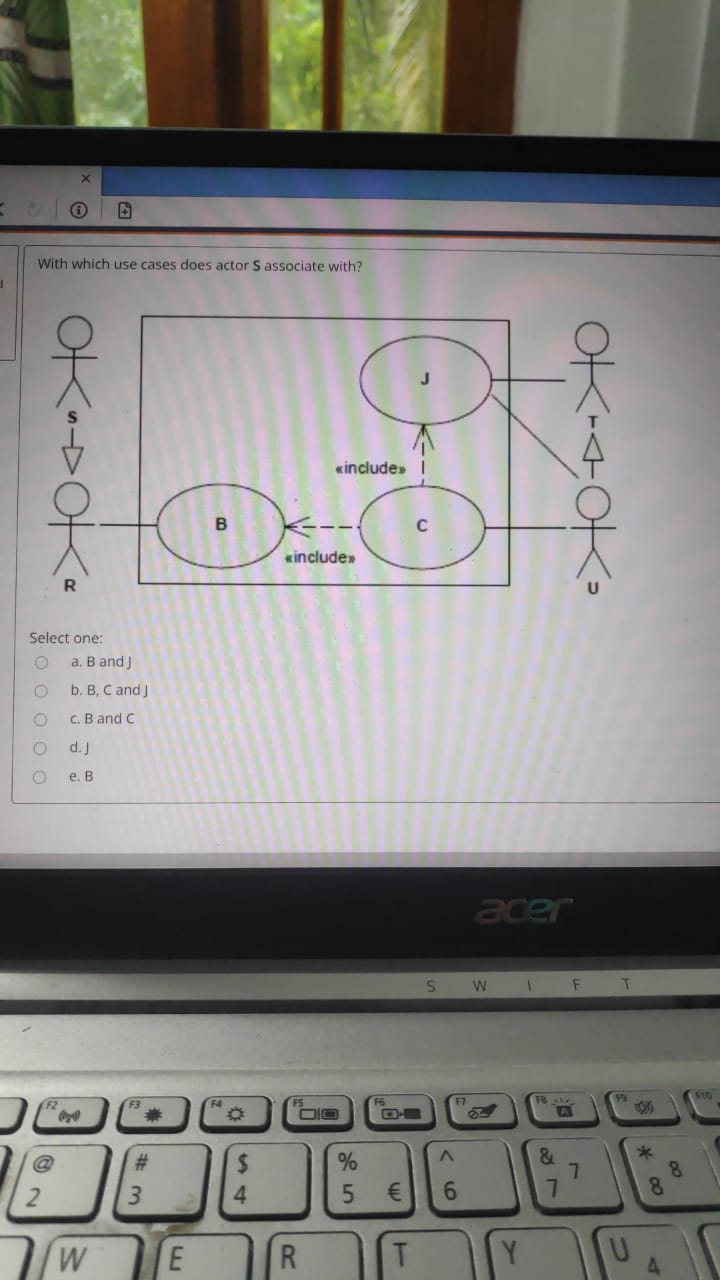 With which use cases does actor S associate with?
J
S
T
«include»
B
C
«include»
R
U
Select one:
a. B and J
b. B, C and J
c. B and C
d. J
e. B
acer
SWIFT
F2 F3 F4 F5 F6 F7 F8 F9 F10
@ # $ % ^ & *
2 3 4 5 € 6 7 7 8 8
W E R T Y U 4